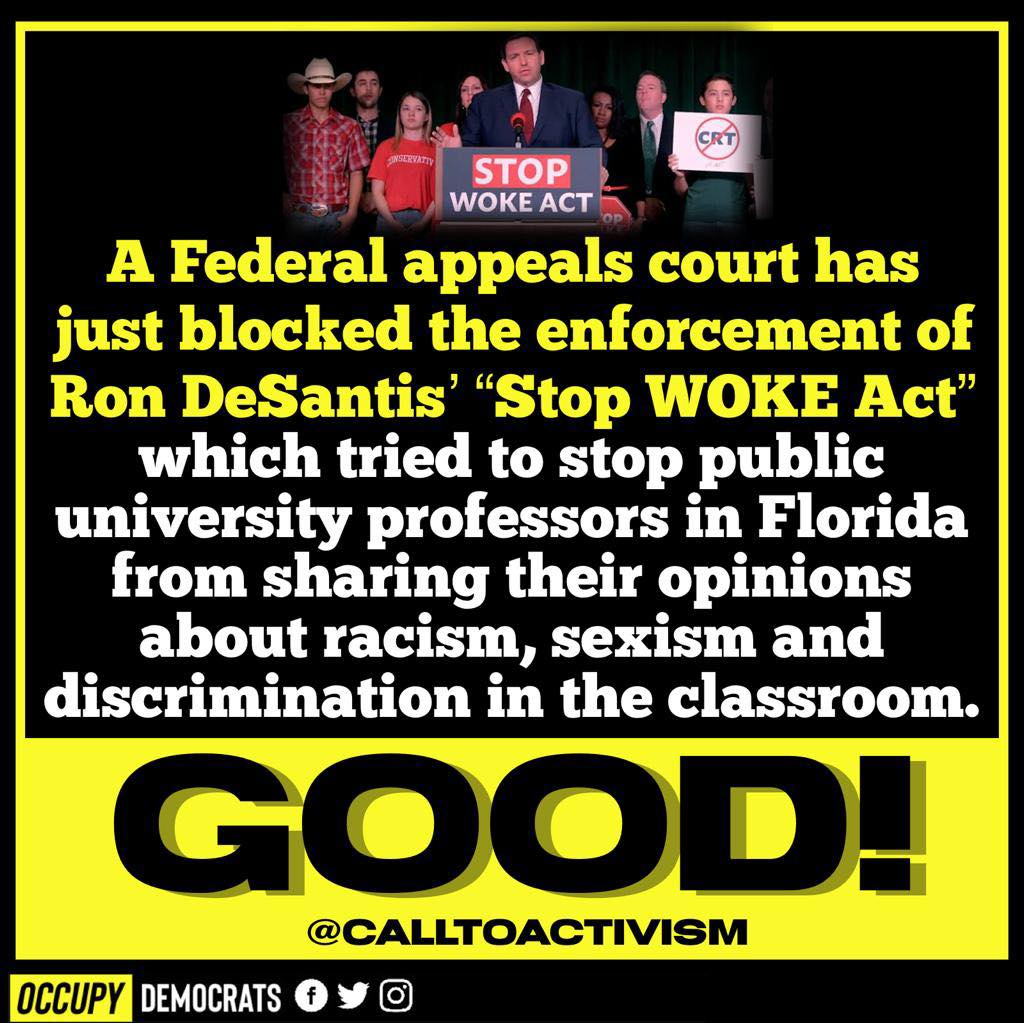 CONSERVATIV
STOP
WOKE ACT
CRT
A Federal appeals court has
just blocked the enforcement of
Ron DeSantis’ “Stop WOKE Act”
which tried to stop public
university professors in Florida
from sharing their opinions
about racism, sexism and
discrimination in the classroom.
GOOD!
@CALLTOACTIVISM
OCCUPY DEMOCRATS